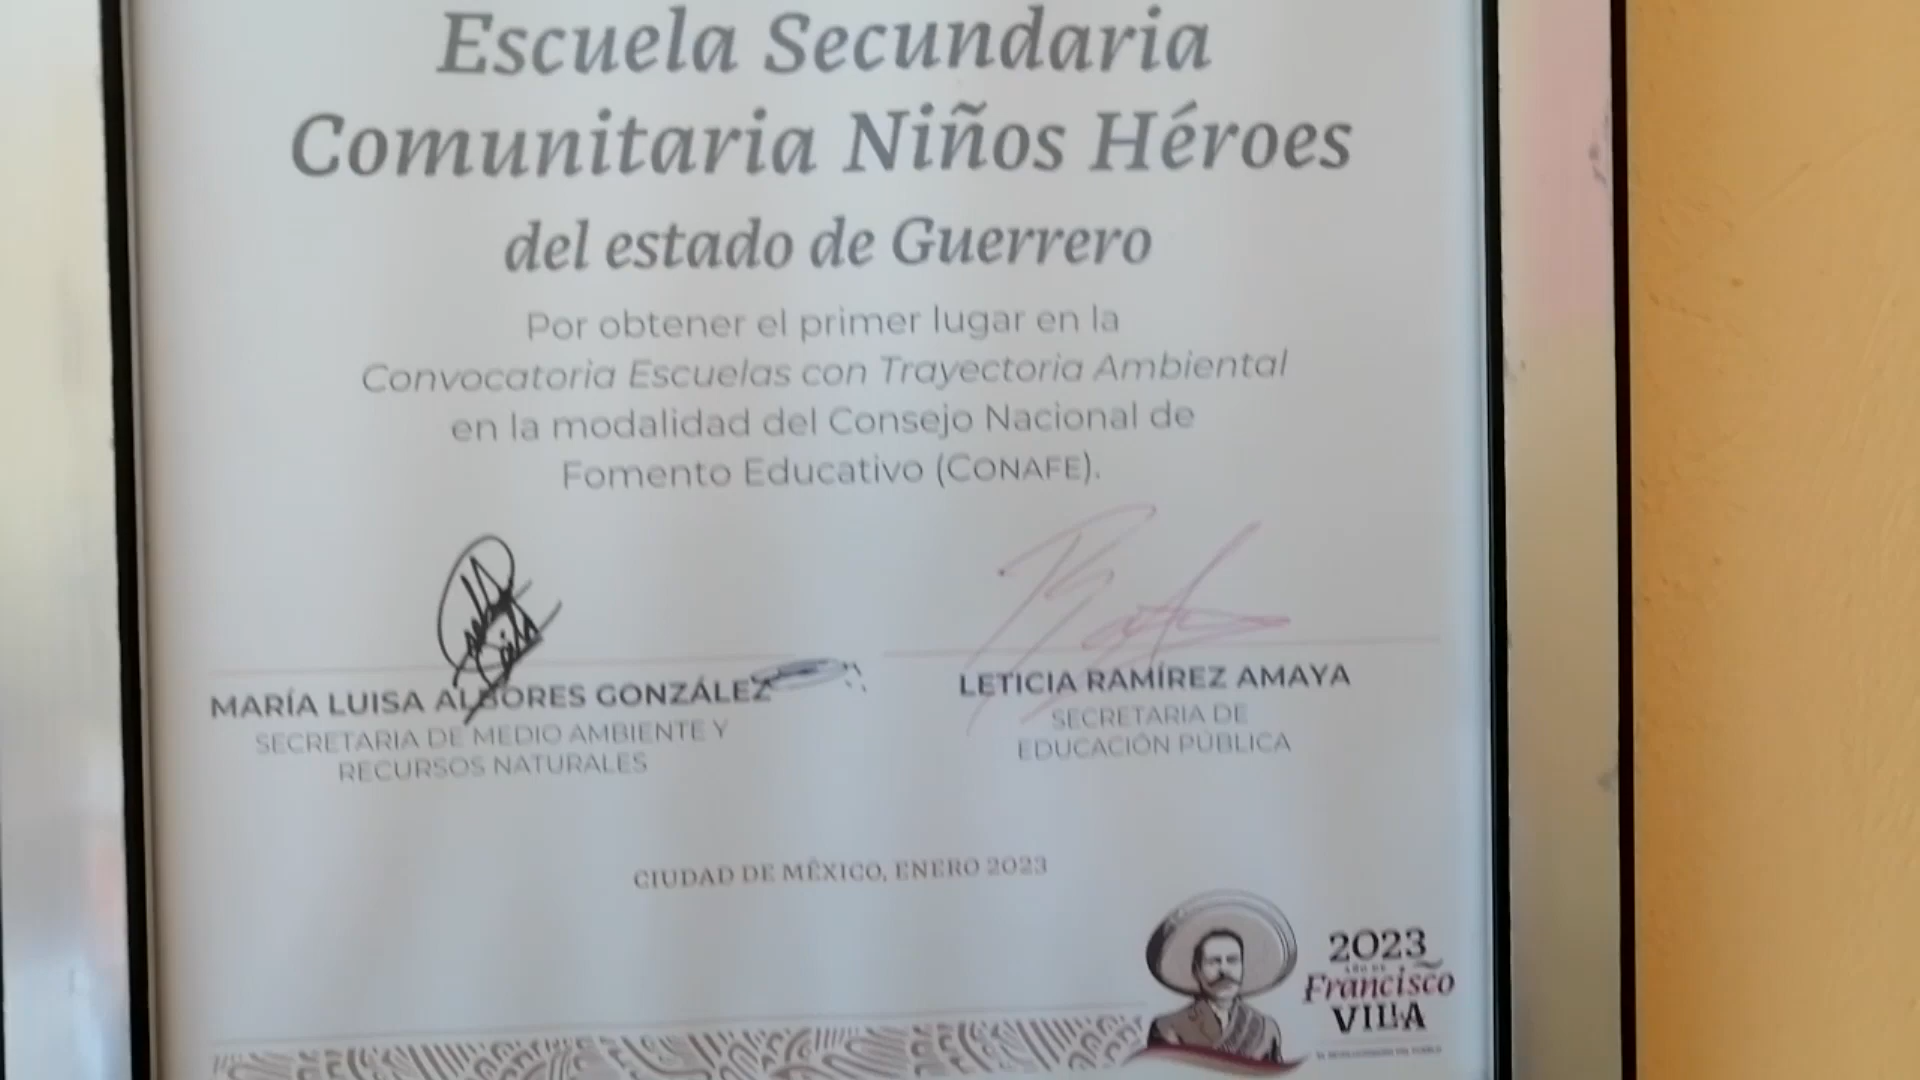 Escuela Secundaria
Comunitaria Niños Héroes
del estado de Guerrero
Por obtener el primer lugar en la
Convocatoria Escuelas con Trayectoria Ambiental
en la modalidad del Consejo Nacional de
Fomento Educativo (CONAFE).
MARÍA LUISA ALBORES GONZÁLEZ
SECRETARIA DE MEDIO AMBIENTE Y
RECURSOS NATURALES
LETICIA RAMÍREZ AMAYA
SECRETARIA DE
EDUCACIÓN PÚBLICA
CIUDAD DE MÉXICO, ENERO 2023
2023
AÑO DE
Francisco
VILLA